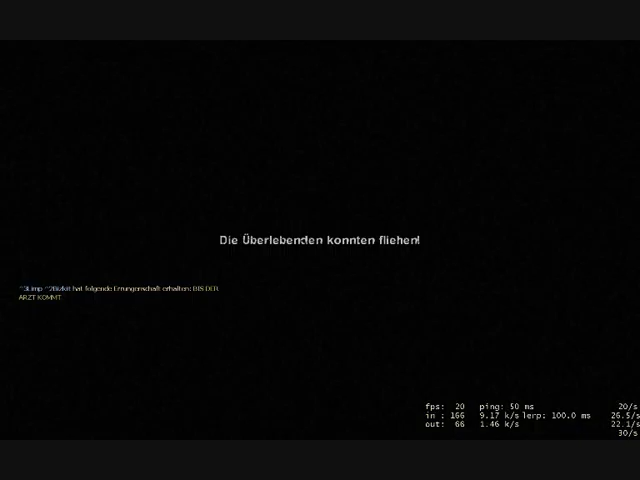 Die Überlebenden konnten fliehen!
hat folgende Errungenschaft erhalten: BIS DER
ARZT KOMMT
fps: 20 ping: 50 ms 20/s
in : 166 9.17 k/s lerp: 100.0 ms 26.5/s
out: 66 1.46 k/s 22.1/s
30/s